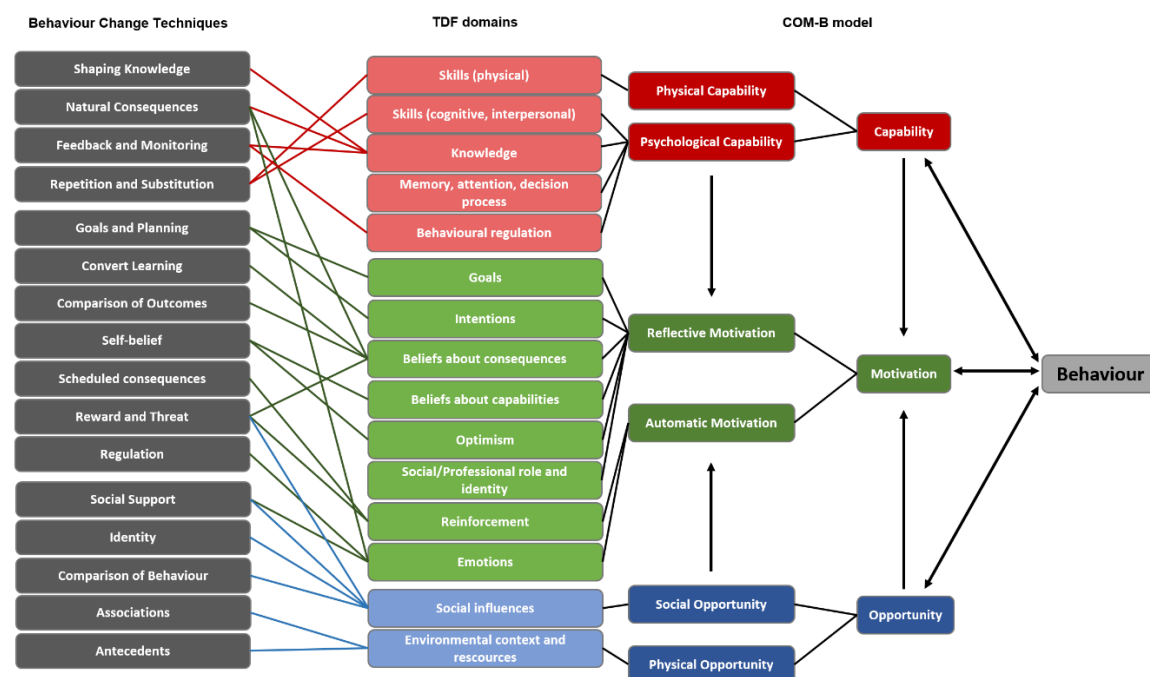 Behaviour Change Techniques
TDF domains
COM-B model
Shaping Knowledge
Natural Consequences
Feedback and Monitoring
Repetition and Substitution
Goals and Planning
Convert Learning
Comparison of Outcomes
Self-belief
Scheduled consequences
Reward and Threat
Regulation
Social Support
Identity
Comparison of Behaviour
Associations
Antecedents
Skills (physical)
Skills (cognitive, interpersonal)
Knowledge
Memory, attention, decision
process
Behavioural regulation
Goals
Intentions
Beliefs about consequences
Beliefs about capabilities
Optimism
Social/Professional role and
identity
Reinforcement
Emotions
Social influences
Environmental context and
rescources
Physical Capability
Psychological Capability
Reflective Motivation
Automatic Motivation
Social Opportunity
Physical Opportunity
Capability
Motivation
Opportunity
Behaviour